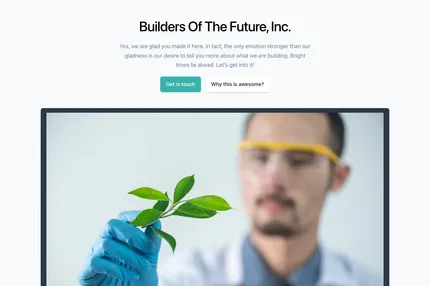 Builders Of The Future, Inc.
Yes, we are glad you made it here. In fact, the only emotion stronger than our
gladness is our desire to tell you more about what we are building. Bright
times lie ahead. Let's get into it!
Get in touch
Why this is awesome?